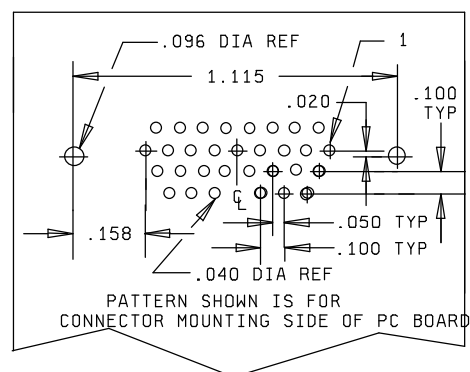 .096 DIA REF
1
1.115
.020
.100
TYP
℄
.050 TYP
.158
.100 TYP
.040 DIA REF
PATTERN SHOWN IS FOR
CONNECTOR MOUNTING SIDE OF PC BOARD